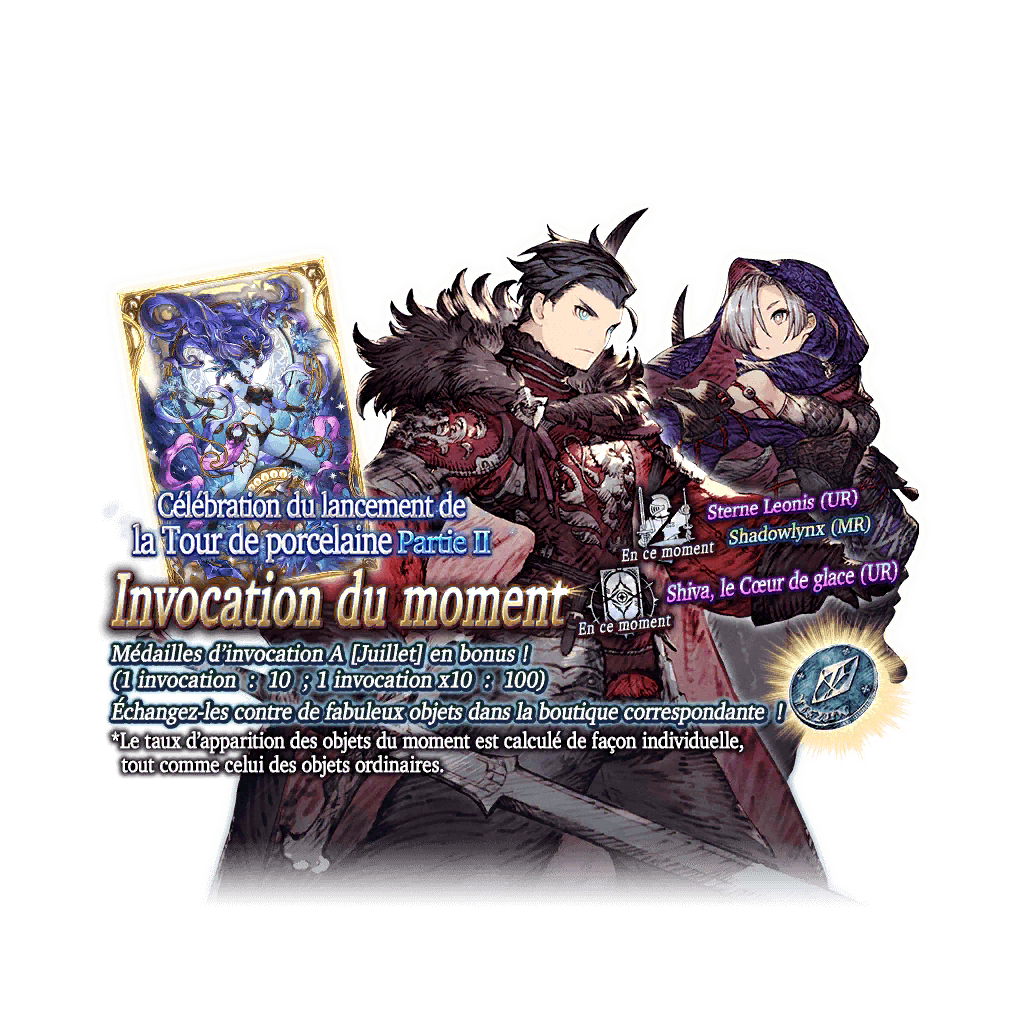 Célébration du lancement de
la Tour de porcelaine Partie II
Invocation du moment
Sterne Leonis (UR)
Shadowlynx (MR)
En ce moment
Shiva, le Cœur de glace (UR)
En ce moment
Médailles d'invocation A [Juillet] en bonus !
(1 invocation : 10 ; 1 invocation x10 : 100)
Échangez-les contre de fabuleux objets dans la boutique correspondante !
*Le taux d'apparition des objets du moment est calculé de façon individuelle,
tout comme celui des objets ordinaires.